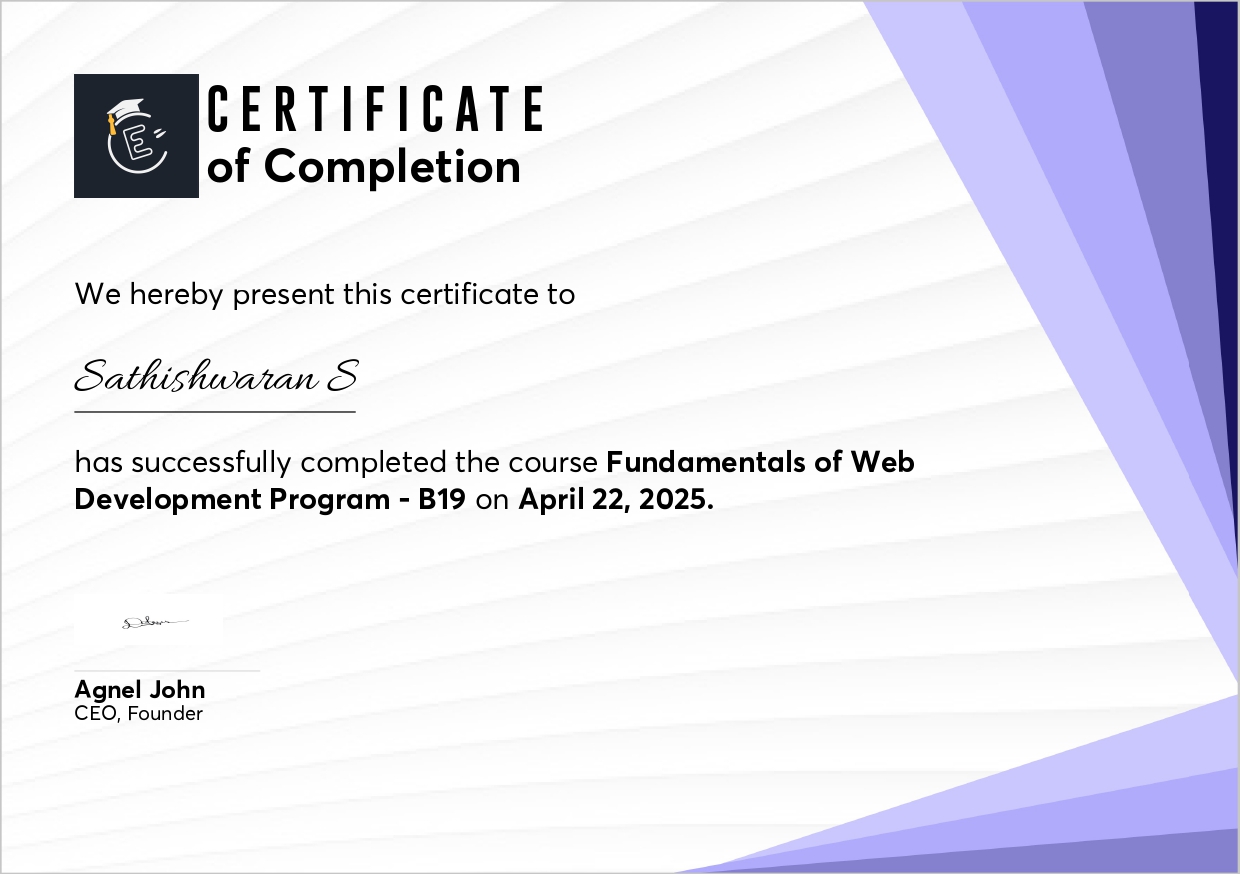 CERTIFICATE
of Completion
We hereby present this certificate to
Sathishwaran S
has successfully completed the course Fundamentals of Web
Development Program - B19 on April 22, 2025.
Agnel John
CEO, Founder